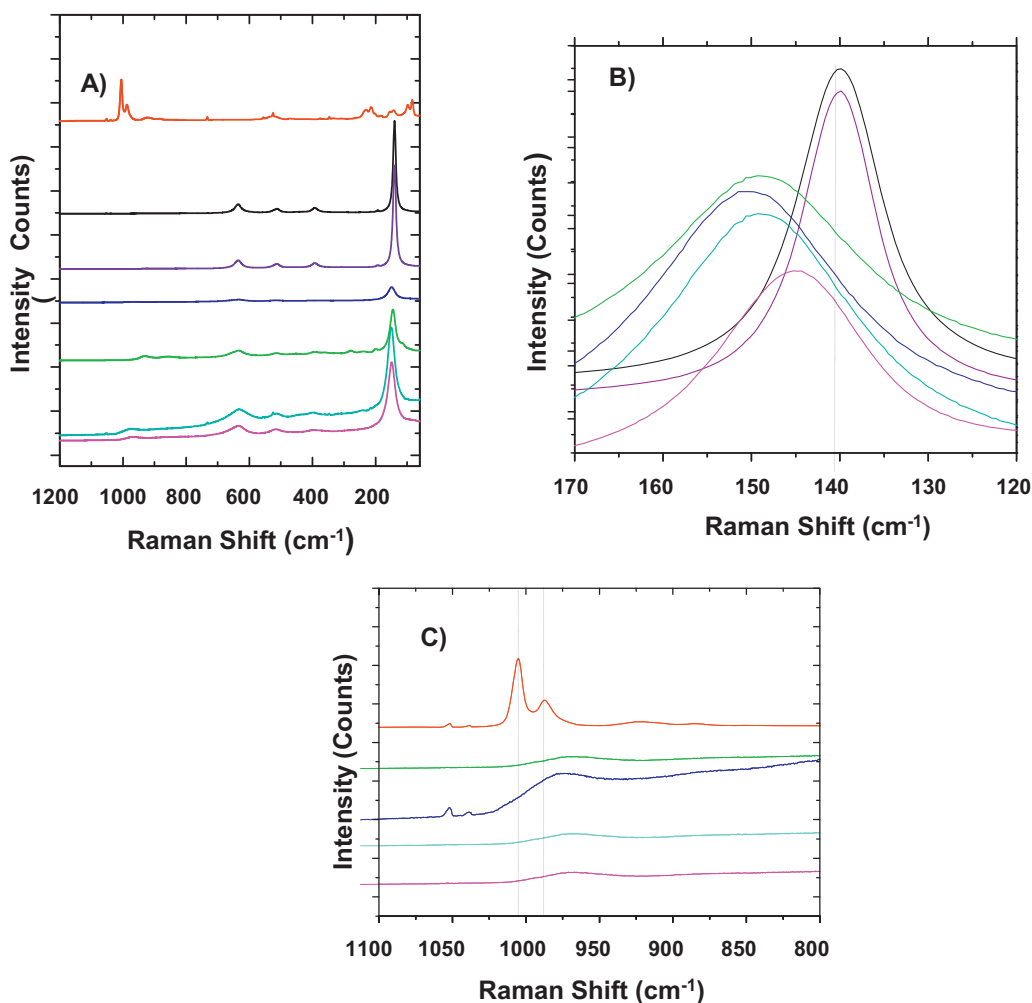 A)
Intensity Counts)
1200 1000 800 600 400 200
Raman Shift (cm-1)
B)
Intensity (Counts)
170 160 150 140 130 120
Raman Shift (cm-1)
C)
Intensity (Counts)
1100 1050 1000 950 900 850 800
Raman Shift (cm-1)